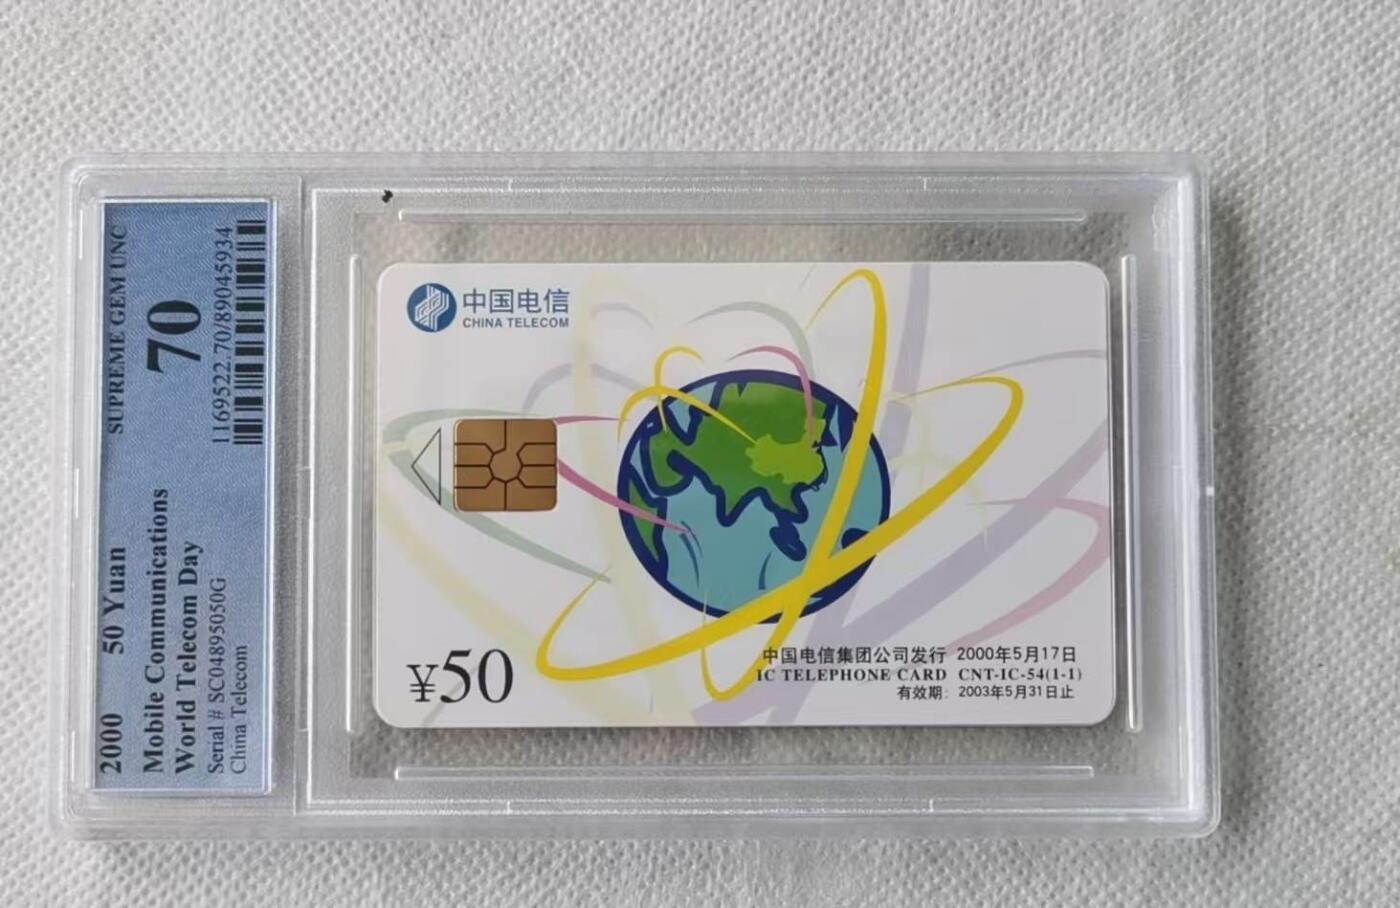 2000 50 Yuan SUPREME GEM UNC
Mobile Communications 70
World Telecom Day
Serial # SC04895050G 1169522.70/89045934
China Telecom
中国电信
CHINA TELECOM
¥50
中国电信集团公司发行 2000年5月17日
IC TELEPHONE CARD CNT-IC-54(1-1)
有效期: 2003年5月31日止